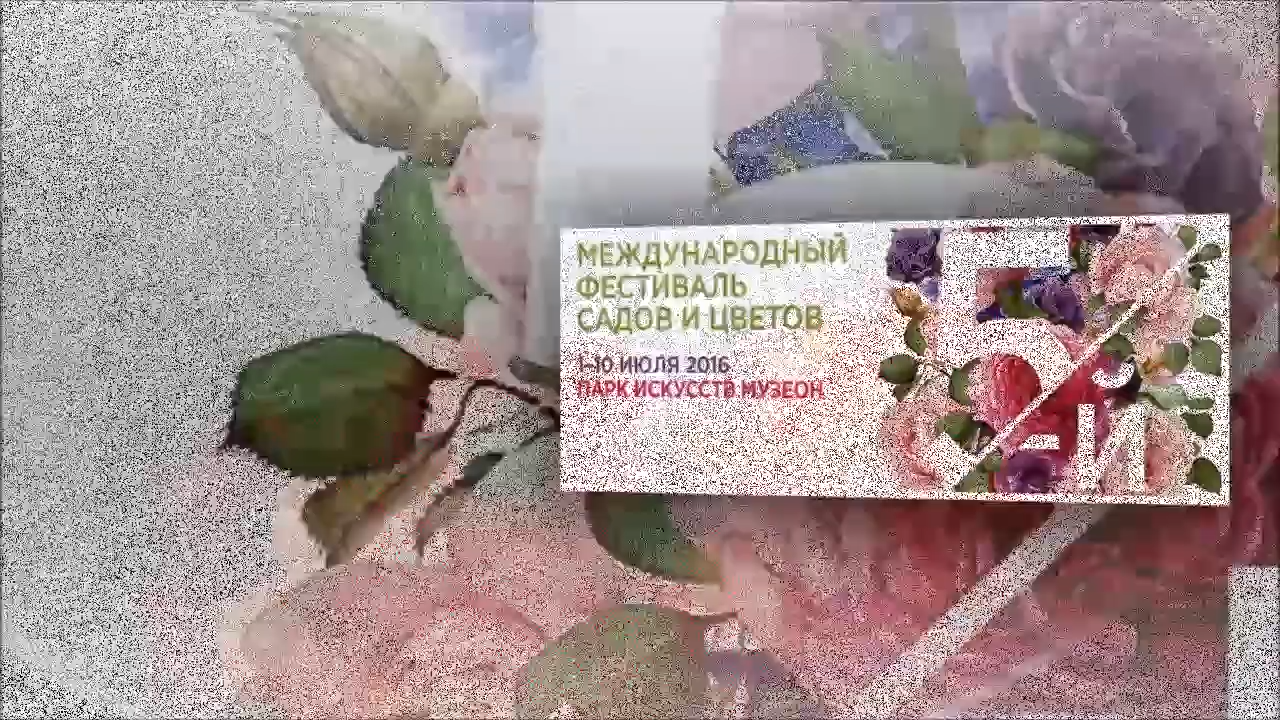 МЕЖДУНАРОДНЫЙ
ФЕСТИВАЛЬ
САДОВ И ЦВЕТОВ
1-10 ИЮЛЯ 2016
ПАРК ИСКУССТВ МУЗЕОН